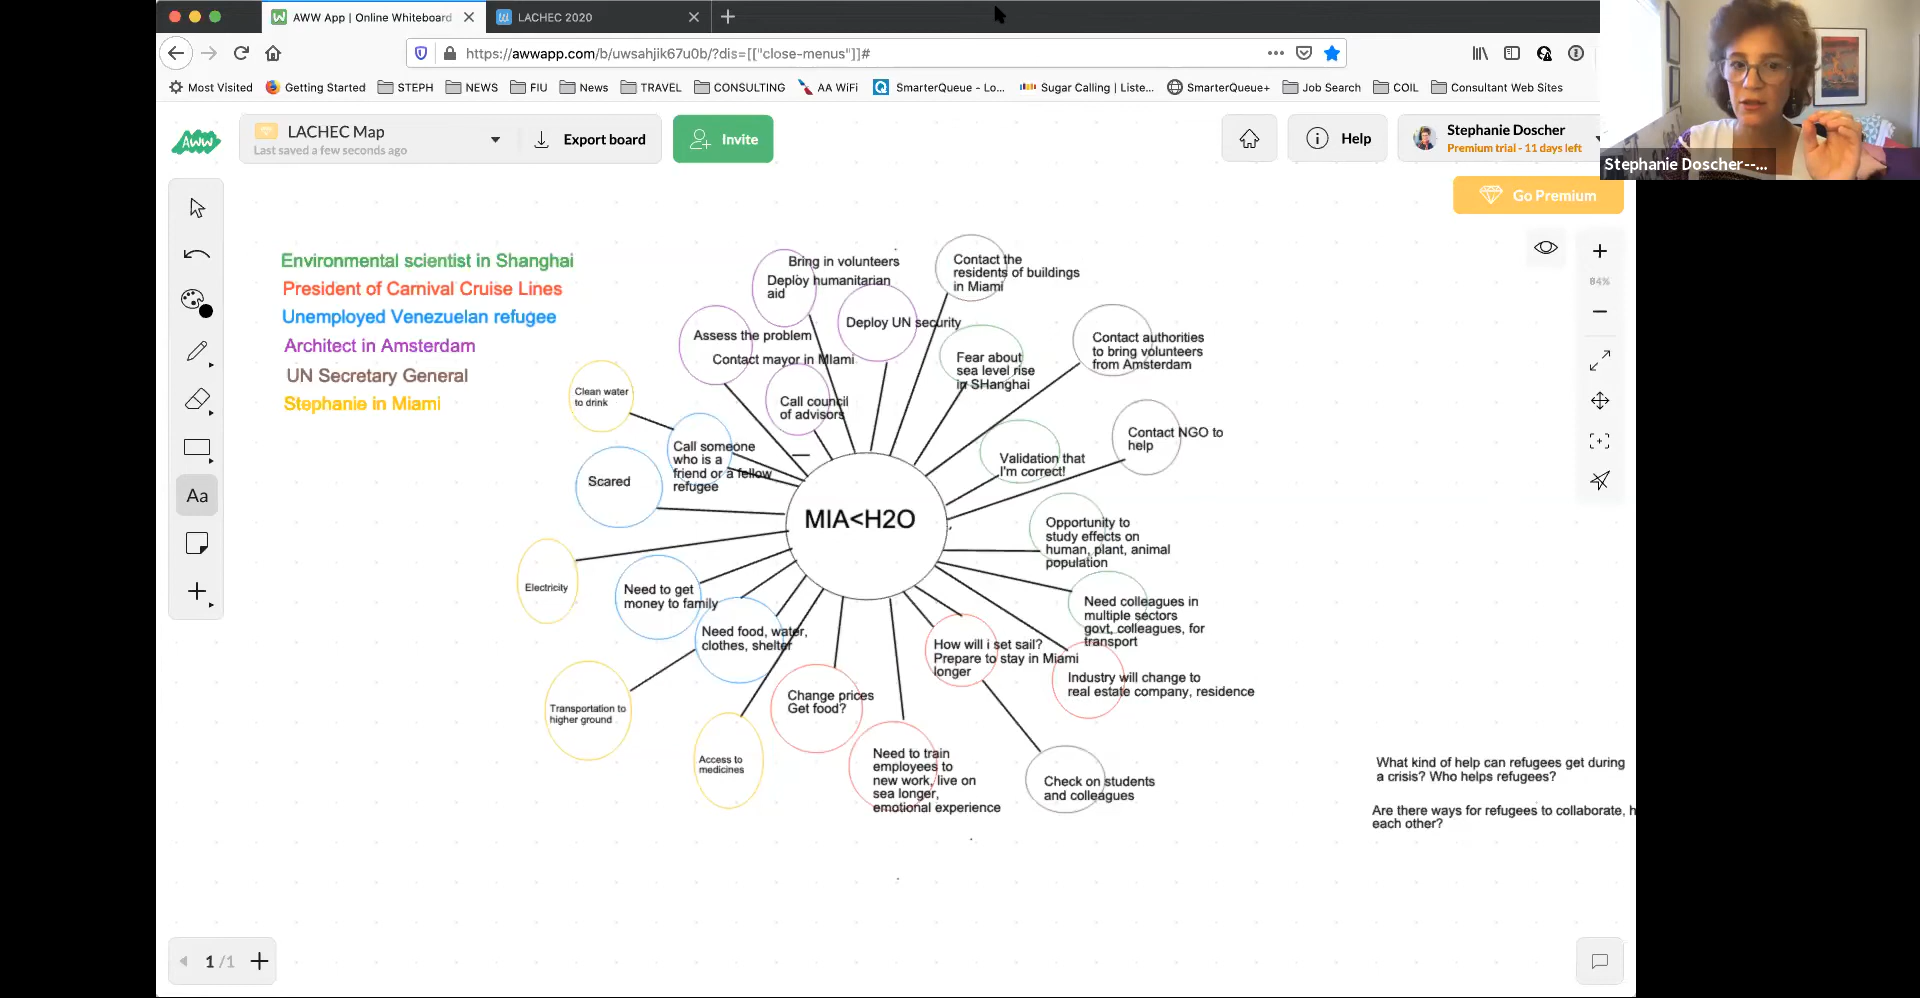 AWW App | Online Whiteboard
LACHEC 2020
https://awwapp.com/b/uwsahjik67u0b/?dis=[["close-menus"]]#
Most Visited
Getting Started
STEPH
NEWS
FIU
News
TRAVEL
CONSULTING
AA WiFi
SmarterQueue - Lo...
Sugar Calling | Liste...
SmarterQueue+
Job Search
COIL
Consultant Web Sites
AWW
LACHEC Map
Last saved a few seconds ago
Export board
Invite
Help
Stephanie Doscher
Premium trial - 11 days left
Stephanie Doscher--...
Go Premium
84%
Aa
Environmental scientist in Shanghai
President of Carnival Cruise Lines
Unemployed Venezuelan refugee
Architect in Amsterdam
UN Secretary General
Stephanie in Miami
Bring in volunteers
Deploy humanitarian
aid
Contact the
residents of buildings
in Miami
Assess the problem
Deploy UN security
Contact mayor in MIami
Fear about
sea level rise
in SHanghai
Contact authorities
to bring volunteers
from Amsterdam
Clean water
to drink
Call council
of advisors
Call someone
who is a
friend or a fellow
refugee
Validation that
I'm correct!
Contact NGO to
help
Scared
MIA<H2O
Opportunity to
study effects on
human, plant, animal
population
Electricity
Need to get
money to family
Need colleagues in
multiple sectors
govt, colleagues, for
transport
Need food, water,
clothes, shelter
How will i set sail?
Prepare to stay in Miami
longer
Industry will change to
real estate company, residence
Transportation to
higher ground
Change prices
Get food?
Access to
medicines
Need to train
employees to
new work, live on
sea longer,
emotional experience
Check on students
and colleagues
What kind of help can refugees get during
a crisis? Who helps refugees?
Are there ways for refugees to collaborate, h
each other?
1 /1